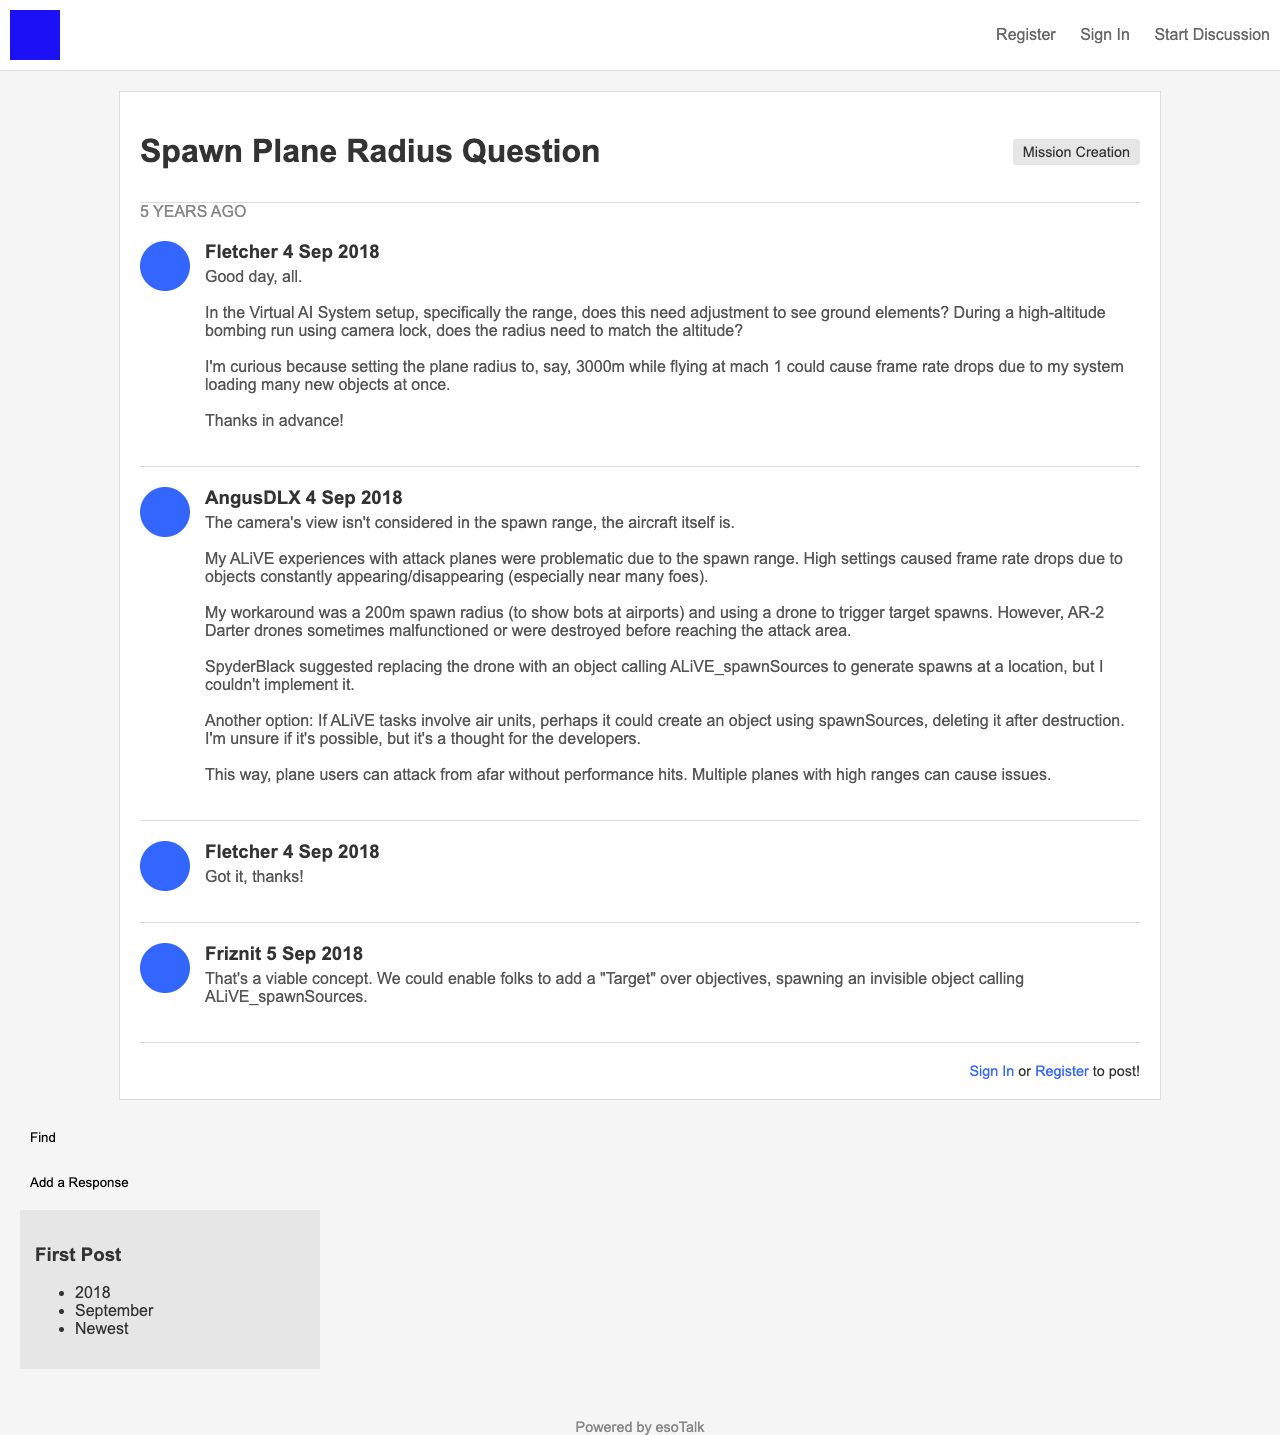 Register Sign In Start Discussion
Spawn Plane Radius Question
Mission Creation
5 YEARS AGO
Fletcher 4 Sep 2018
Good day, all.
In the Virtual AI System setup, specifically the range, does this need adjustment to see ground elements? During a high-altitude
bombing run using camera lock, does the radius need to match the altitude?
I'm curious because setting the plane radius to, say, 3000m while flying at mach 1 could cause frame rate drops due to my system
loading many new objects at once.
Thanks in advance!
AngusDLX 4 Sep 2018
The camera's view isn't considered in the spawn range, the aircraft itself is.
My ALiVE experiences with attack planes were problematic due to the spawn range. High settings caused frame rate drops due to
objects constantly appearing/disappearing (especially near many foes).
My workaround was a 200m spawn radius (to show bots at airports) and using a drone to trigger target spawns. However, AR-2
Darter drones sometimes malfunctioned or were destroyed before reaching the attack area.
SpyderBlack suggested replacing the drone with an object calling ALiVE_spawnSources to generate spawns at a location, but I
couldn't implement it.
Another option: If ALiVE tasks involve air units, perhaps it could create an object using spawnSources, deleting it after destruction.
I'm unsure if it's possible, but it's a thought for the developers.
This way, plane users can attack from afar without performance hits. Multiple planes with high ranges can cause issues.
Fletcher 4 Sep 2018
Got it, thanks!
Friznit 5 Sep 2018
That's a viable concept. We could enable folks to add a "Target" over objectives, spawning an invisible object calling
ALiVE_spawnSources.
Sign In or Register to post!
Find
Add a Response
First Post
2018
September
Newest
Powered by esoTalk